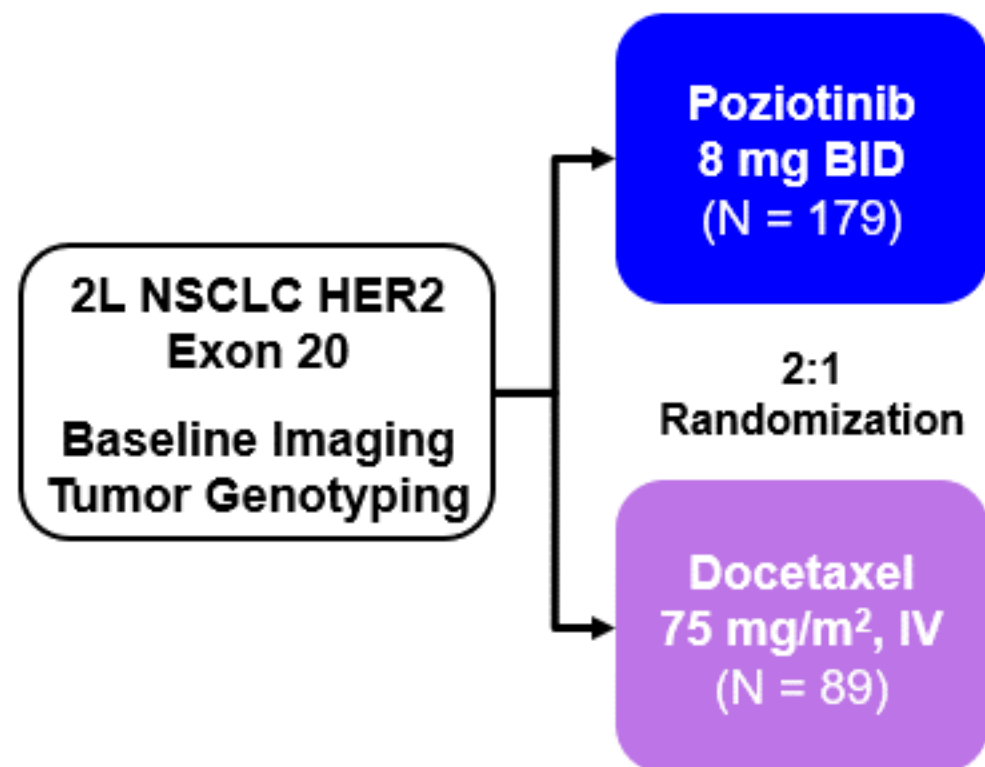 2L NSCLC HER2
Exon 20
Baseline Imaging
Tumor Genotyping
Poziotinib
8 mg BID
(N = 179)
2:1
Randomization
Docetaxel
75 mg/m², IV
(N = 89)